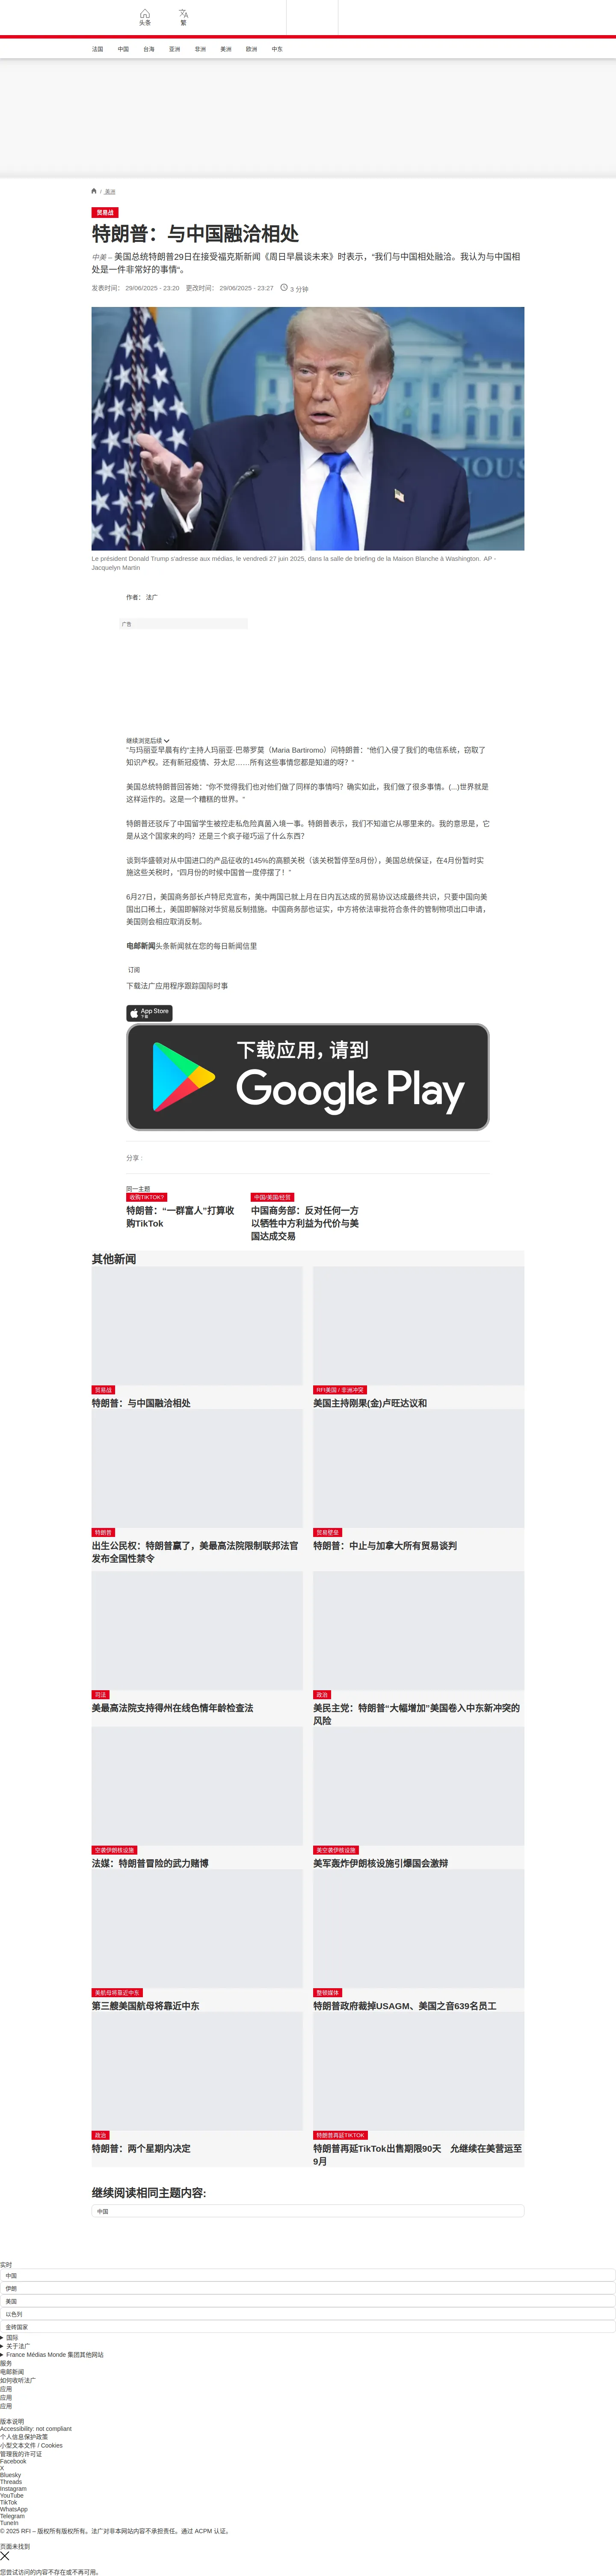 头条
繁
法国
中国
台海
亚洲
非洲
美洲
欧洲
中东
/ 美洲
贸易战
特朗普：与中国融洽相处
中美 – 美国总统特朗普29日在接受福克斯新闻《周日早晨谈未来》时表示，“我们与中国相处融洽。我认为与中国相
处是一件非常好的事情“。
发表时间： 29/06/2025 - 23:20
更改时间： 29/06/2025 - 23:27
3 分钟
Le président Donald Trump s'adresse aux médias, le vendredi 27 juin 2025, dans la salle de briefing de la Maison Blanche à Washington. AP -
Jacquelyn Martin
作者： 法广
广告
继续浏览后续
“与玛丽亚早晨有约”主持人玛丽亚·巴蒂罗莫（Maria Bartiromo）问特朗普：“他们入侵了我们的电信系统，窃取了
知识产权。还有新冠疫情、芬太尼……所有这些事情您都是知道的呀？“
美国总统特朗普回答她：“你不觉得我们也对他们做了同样的事情吗？确实如此，我们做了很多事情。(...)世界就是
这样运作的。这是一个糟糕的世界。“
特朗普还驳斥了中国留学生被控走私危险真菌入境一事。特朗普表示，我们不知道它从哪里来的。我的意思是，它
是从这个国家来的吗？还是三个疯子碰巧运了什么东西？
谈到华盛顿对从中国进口的产品征收的145%的高额关税（该关税暂停至8月份），美国总统保证，在4月份暂时实
施这些关税时，“四月份的时候中国曾一度停摆了！”
6月27日，美国商务部长卢特尼克宣布，美中两国已就上月在日内瓦达成的贸易协议达成最终共识，只要中国向美
国出口稀土，美国即解除对华贸易反制措施。中国商务部也证实，中方将依法审批符合条件的管制物项出口申请，
美国则会相应取消反制。
电邮新闻头条新闻就在您的每日新闻信里
订阅
下载法广应用程序跟踪国际时事
App Store
下载
下载应用，请到
Google Play
分享 :
同一主题
收购TIKTOK?
特朗普：“一群富人”打算收
购TikTok
中国/美国/经贸
中国商务部：反对任何一方
以牺牲中方利益为代价与美
国达成交易
其他新闻
贸易战
特朗普：与中国融洽相处
RFI美国 / 非洲冲突
美国主持刚果(金)卢旺达议和
特朗普
出生公民权：特朗普赢了，美最高法院限制联邦法官
发布全国性禁令
贸易壁垒
特朗普：中止与加拿大所有贸易谈判
司法
美最高法院支持得州在线色情年龄检查法
政治
美民主党：特朗普“大幅增加”美国卷入中东新冲突的
风险
空袭伊朗核设施
法媒：特朗普冒险的武力赌博
美空袭伊核设施
美军轰炸伊朗核设施引爆国会激辩
美航母将靠近中东
第三艘美国航母将靠近中东
整顿媒体
特朗普政府裁掉USAGM、美国之音639名员工
政治
特朗普：两个星期内决定
特朗普再延TIKTOK
特朗普再延TikTok出售期限90天　允继续在美营运至
9月
继续阅读相同主题内容:
中国
实时
中国
伊朗
美国
以色列
金砖国家
国际
关于法广
France Médias Monde 集团其他网站
服务
电邮新闻
如何收听法广
应用
应用
应用
版本说明
Accessibility: not compliant
个人信息保护政策
小型文本文件 / Cookies
管理我的许可证
Facebook
X
Bluesky
Threads
Instagram
YouTube
TikTok
WhatsApp
Telegram
TuneIn
© 2025 RFI – 版权所有版权所有。法广对非本网站内容不承担责任。通过 ACPM 认证。
页面未找到
您尝试访问的内容不存在或不再可用。